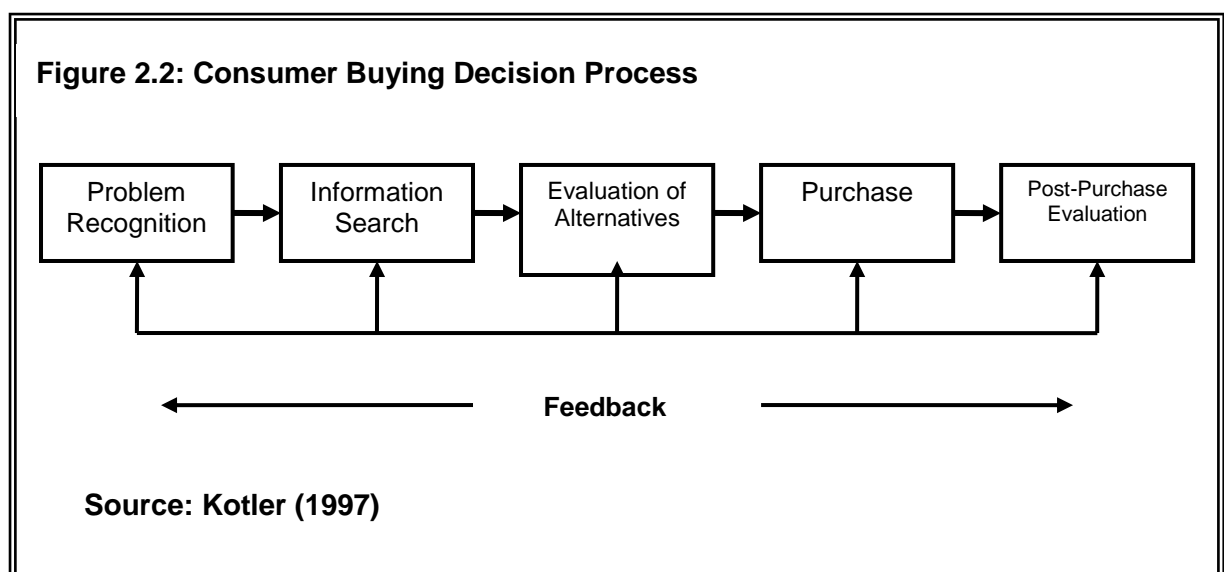 Figure 2.2: Consumer Buying Decision Process
Problem
Recognition
Information
Search
Evaluation of
Alternatives
Purchase
Post-Purchase
Evaluation
Feedback
Source: Kotler (1997)